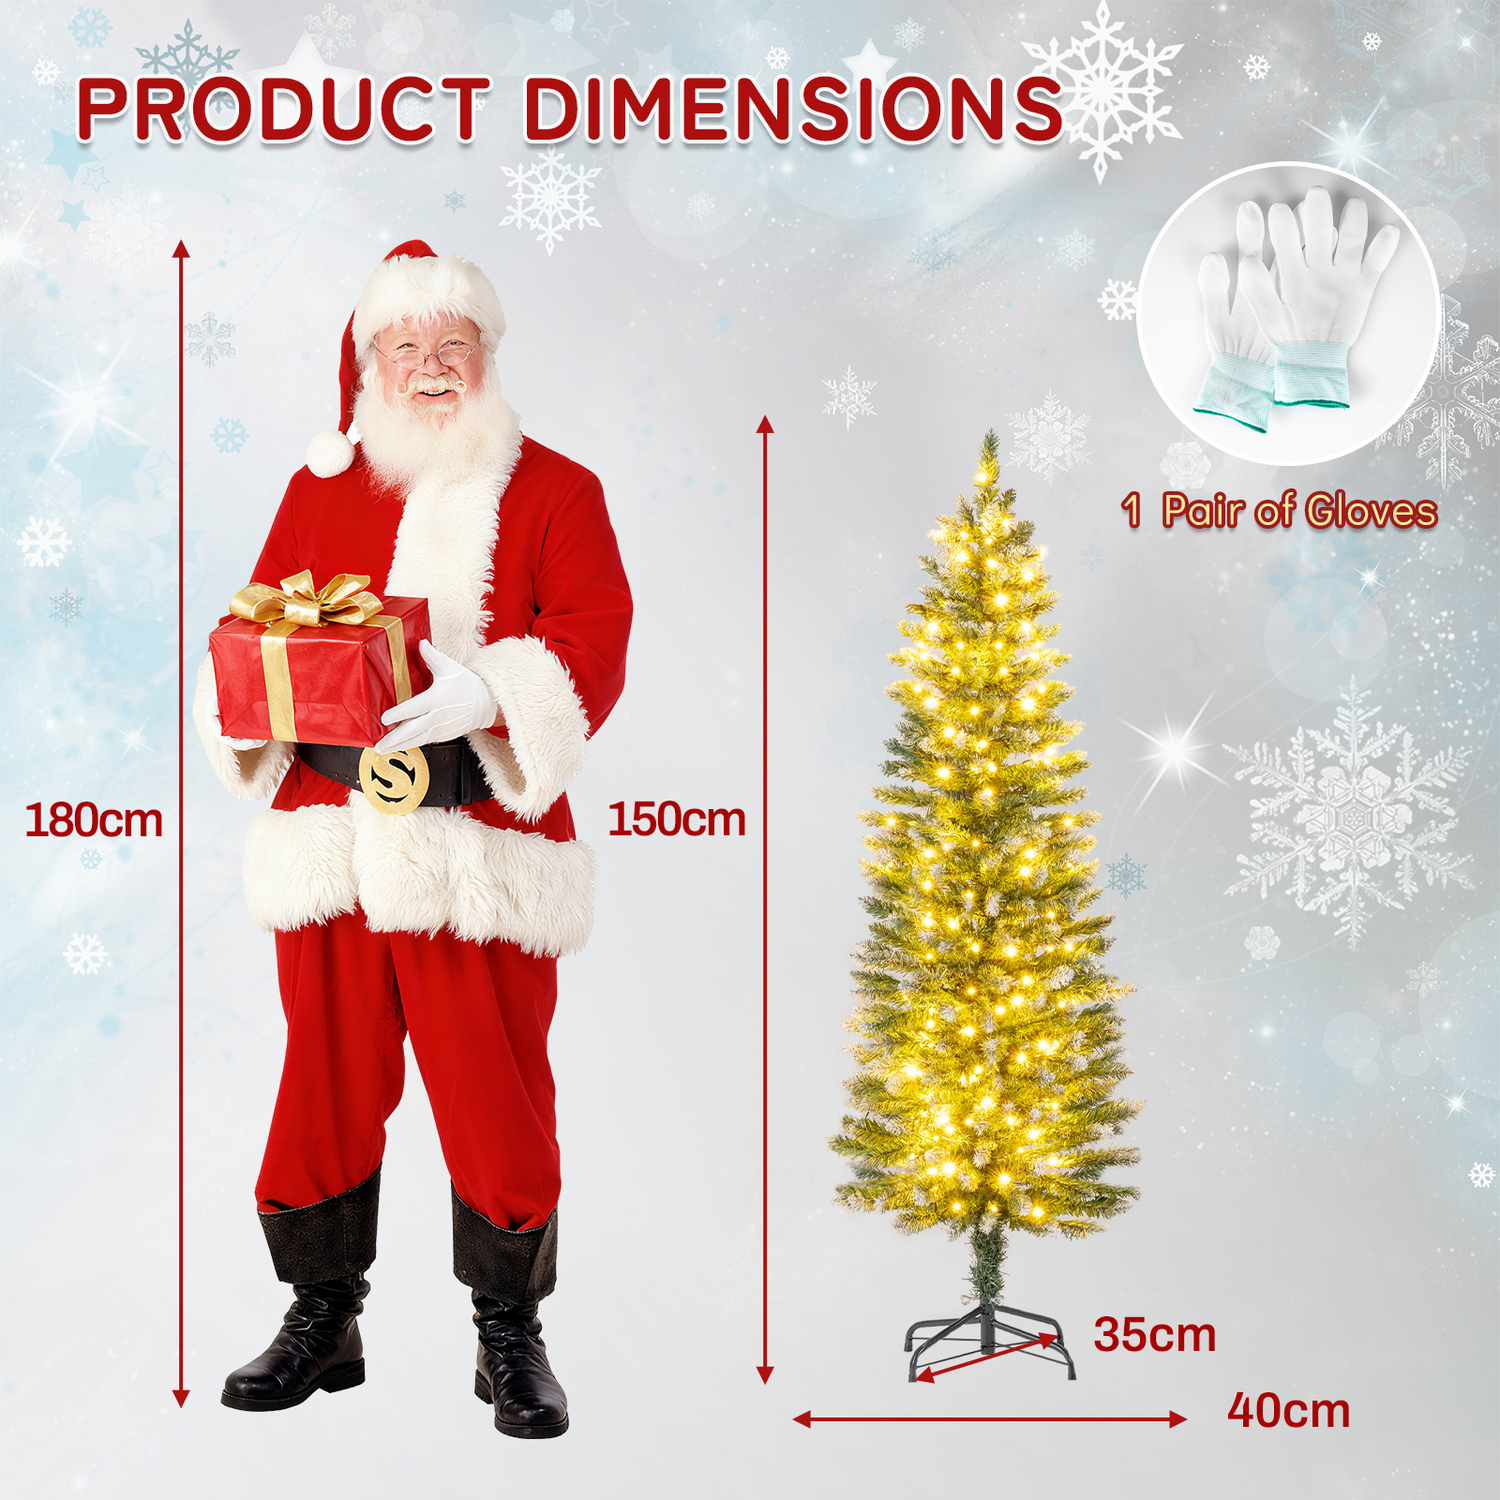 PRODUCT DIMENSIONS
1 Pair of Gloves
180cm
150cm
S
35cm
40cm